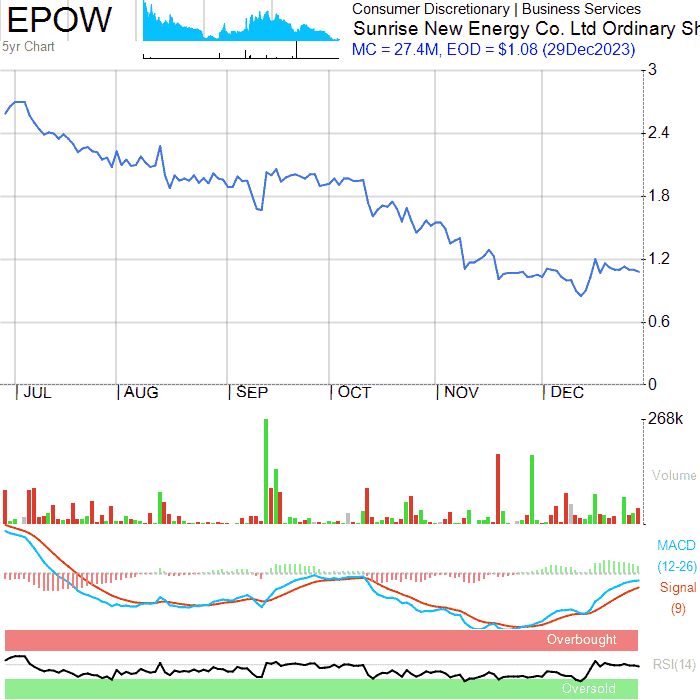 EPOW
5yr Chart
Consumer Discretionary | Business Services
Sunrise New Energy Co. Ltd Ordinary Sh
MC = 27.4M, EOD = $1.08 (29Dec2023)
3
2.4
1.8
1.2
0.6
0
JUL AUG SEP OCT NOV DEC
268k
Volume
MACD
(12-26)
Signal
(9)
Overbought
RSI(14)
Oversold